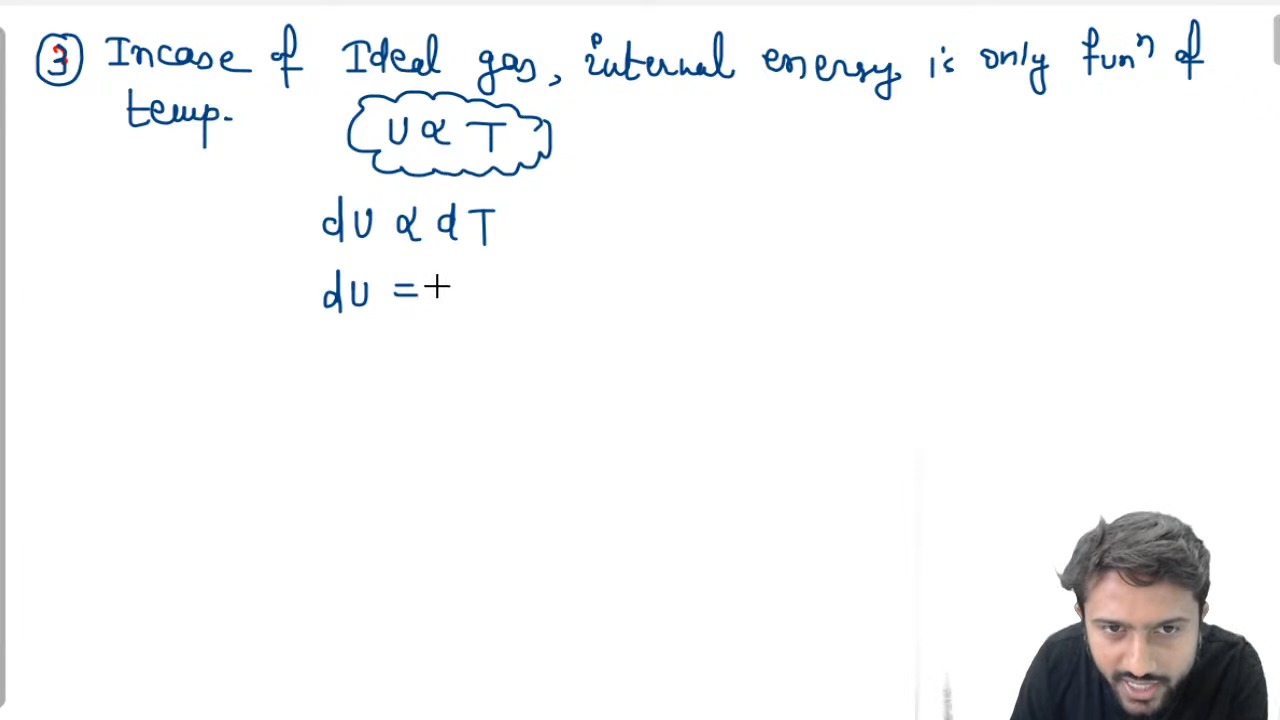 ③ Incase of Ideal gas, internal energy is only funⁿ of
temp.
U ∝ T
dU ∝ dT
dU =